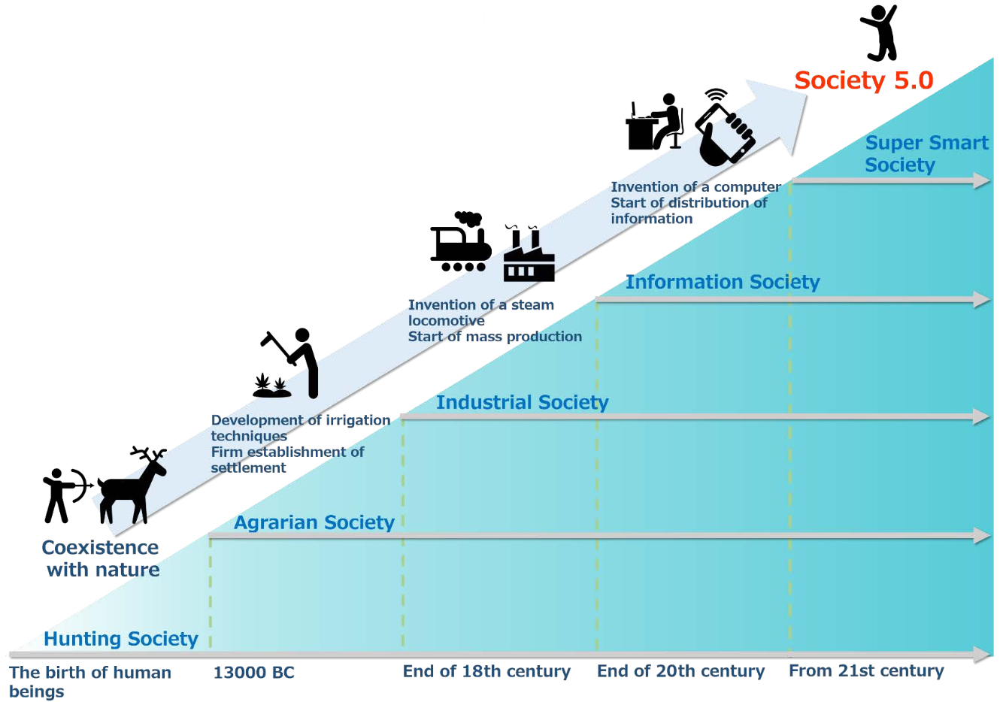 Society 5.0
Super Smart
Society
Invention of a computer
Start of distribution of
information
Information Society
Invention of a steam
locomotive
Start of mass production
Industrial Society
Development of irrigation
techniques
Firm establishment of
settlement
Agrarian Society
Coexistence
with nature
Hunting Society
The birth of human
beings
13000 BC
End of 18th century
End of 20th century
From 21st century